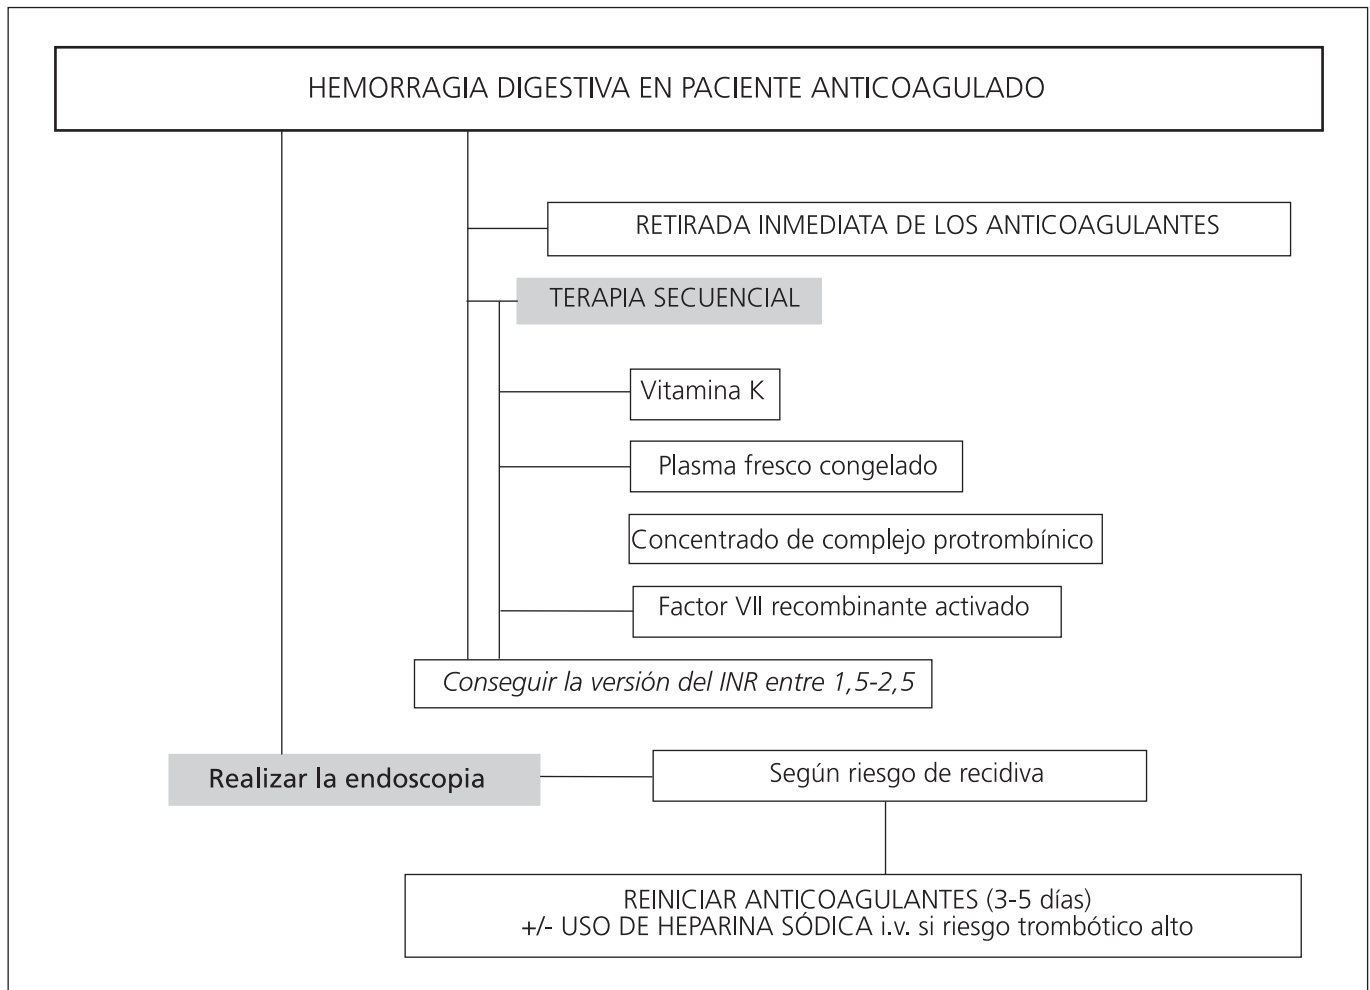 HEMORRAGIA DIGESTIVA EN PACIENTE ANTICOAGULADO
RETIRADA INMEDIATA DE LOS ANTICOAGULANTES
TERAPIA SECUENCIAL
Vitamina K
Plasma fresco congelado
Concentrado de complejo protrombínico
Factor VII recombinante activado
Conseguir la versión del INR entre 1,5-2,5
Realizar la endoscopia
Según riesgo de recidiva
REINICIAR ANTICOAGULANTES (3-5 días)
+/- USO DE HEPARINA SÓDICA i.v. si riesgo trombótico alto